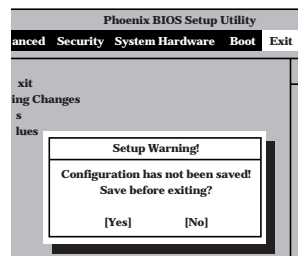 Phoenix BIOS Setup Utility
anced Security System Hardware Boot Exit
xit
ing Changes
s
lues
Setup Warning!
Configuration has not been saved!
Save before exiting?
[Yes] [No]